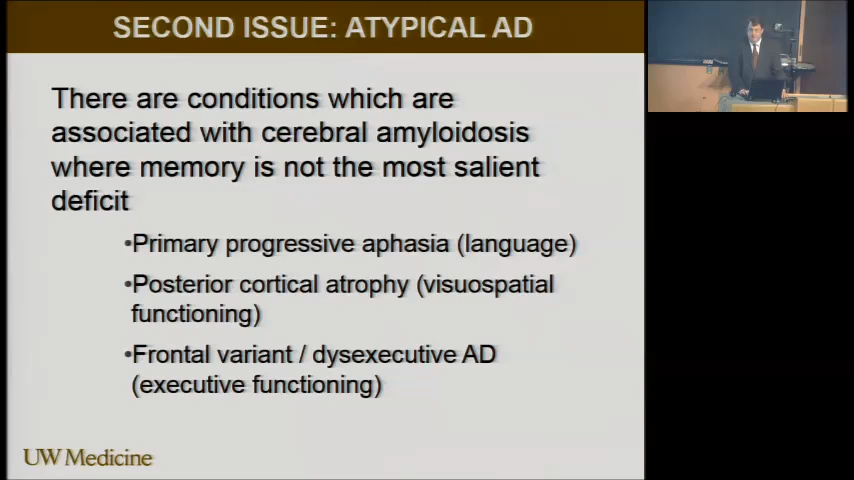 SECOND ISSUE: ATYPICAL AD
There are conditions which are
associated with cerebral amyloidosis
where memory is not the most salient
deficit
•Primary progressive aphasia (language)
•Posterior cortical atrophy (visuospatial
functioning)
•Frontal variant / dysexecutive AD
(executive functioning)
UW Medicine